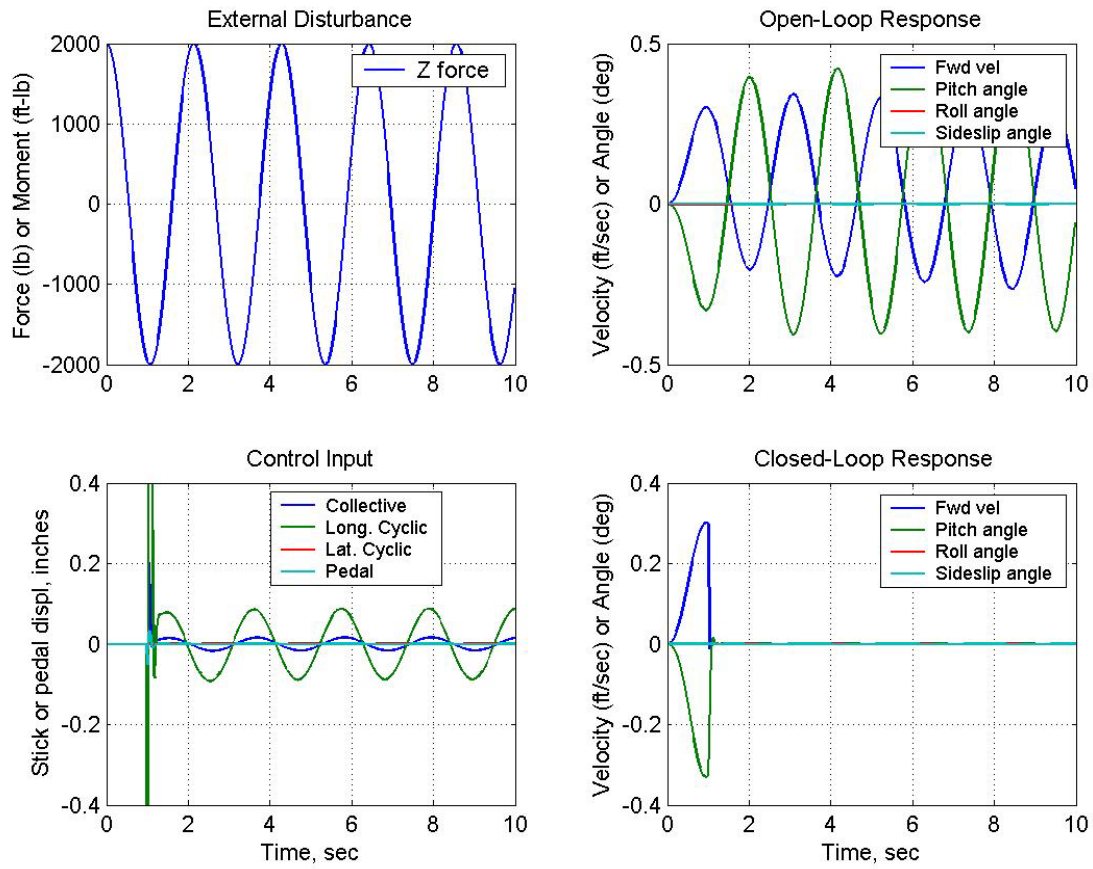 External Disturbance
2000
1000
0
-1000
-2000
Force (lb) or Moment (ft-lb)
Z force
0 2 4 6 8 10
Open-Loop Response
0.5
0
-0.5
Velocity (ft/sec) or Angle (deg)
Fwd vel
Pitch angle
Roll angle
Sideslip angle
0 2 4 6 8 10
Control Input
0.4
0.2
0
-0.2
-0.4
Stick or pedal displ, inches
Collective
Long. Cyclic
Lat. Cyclic
Pedal
0 2 4 6 8 10
Time, sec
Closed-Loop Response
0.4
0.2
0
-0.2
-0.4
Velocity (ft/sec) or Angle (deg)
Fwd vel
Pitch angle
Roll angle
Sideslip angle
0 2 4 6 8 10
Time, sec